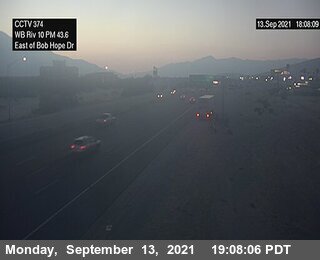 CCTV 374
WB Riv 10 PM 43.6
East of Bob Hope Dr
13.Sep 2021 18:08:09
Monday, September 13, 2021 19:08:06 PDT